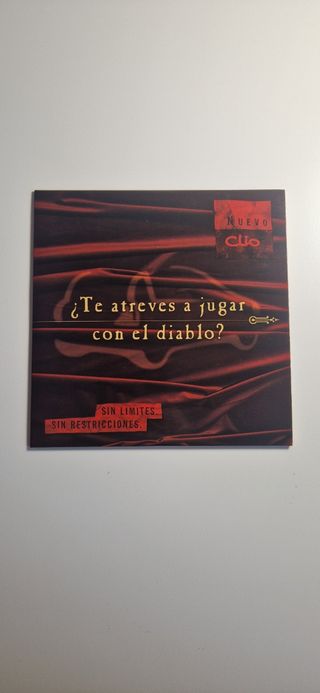 NUEVO
Clio
¿Te atreves a jugar
con el diablo?
SIN LIMITES.
SIN RESTRICCIONES.